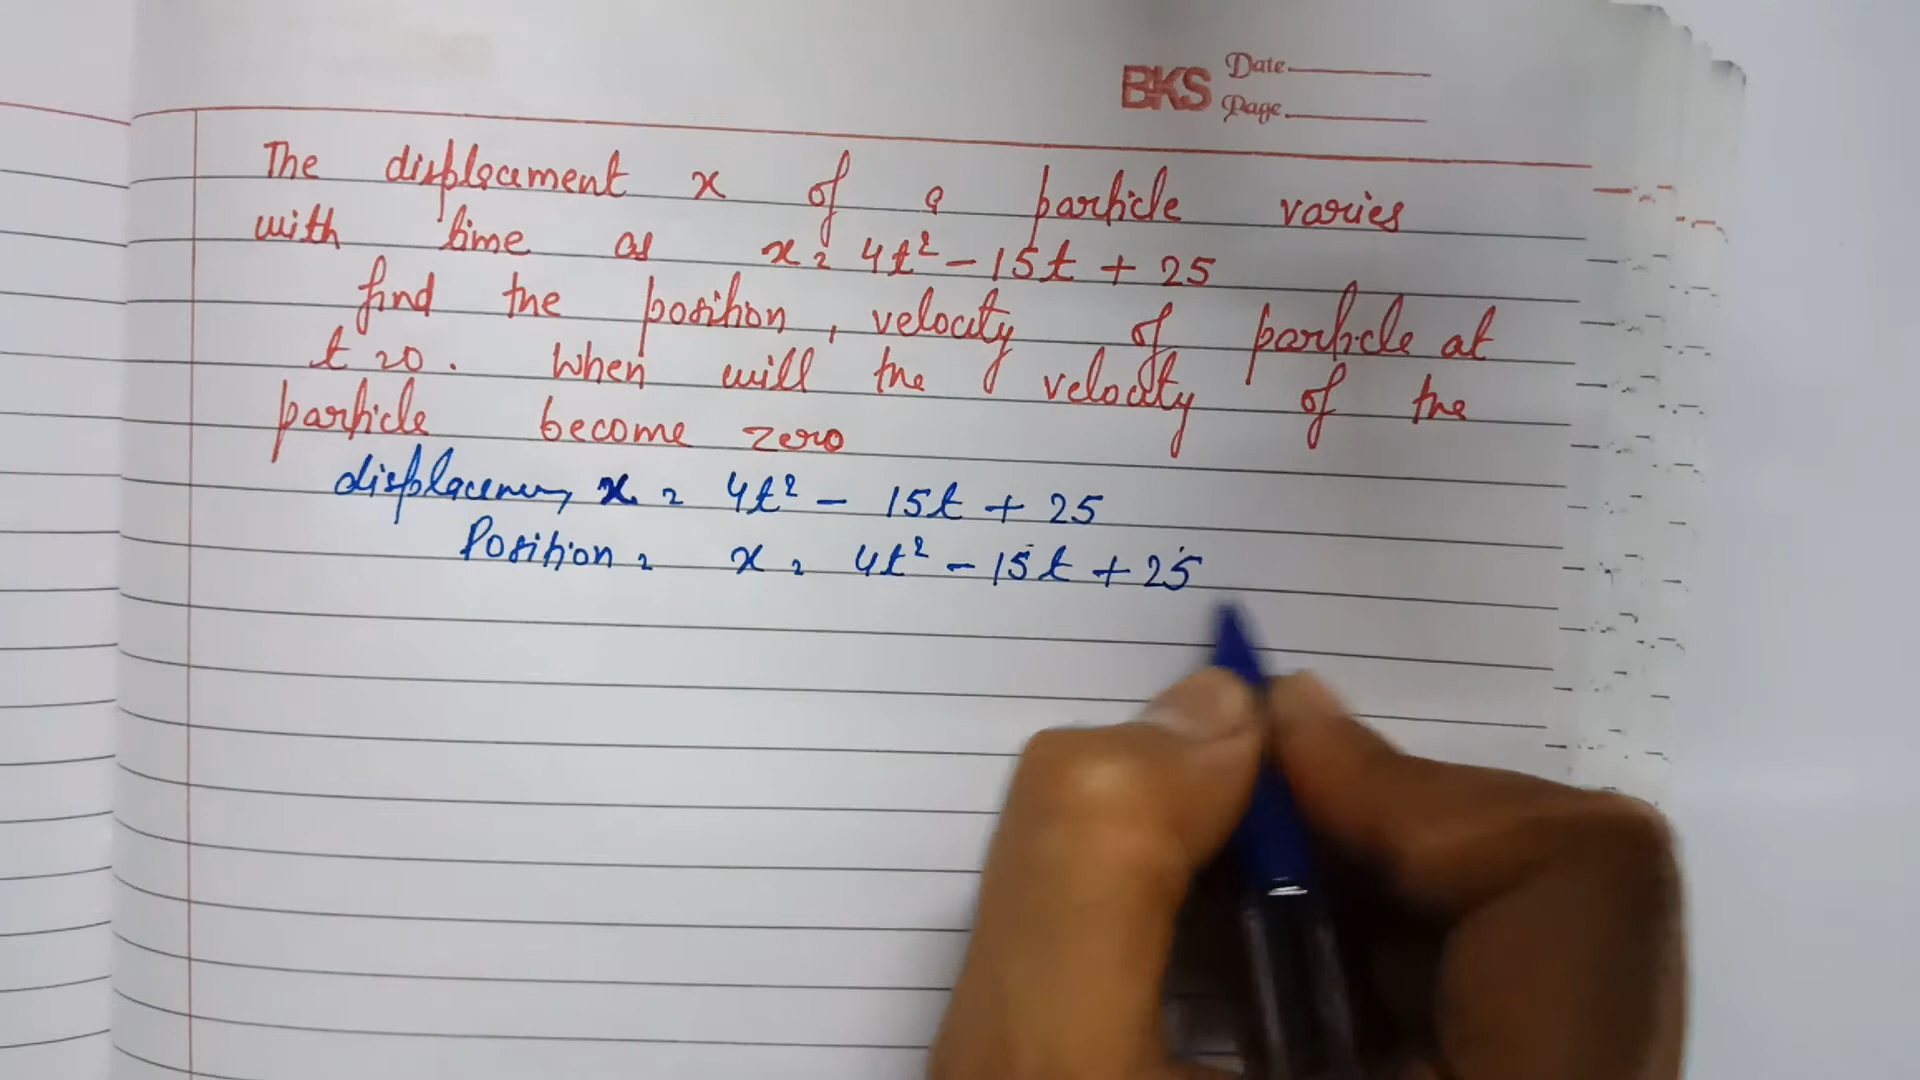 BKS
Date
Page
The displacement x of a particle varies
with time as x = 4t² - 15t + 25
find the position, velocity of particle at
t = 0. When will the velocity of the
particle become zero
displacemen, x = 4t² - 15t + 25
Position = x = 4t² - 15t + 25